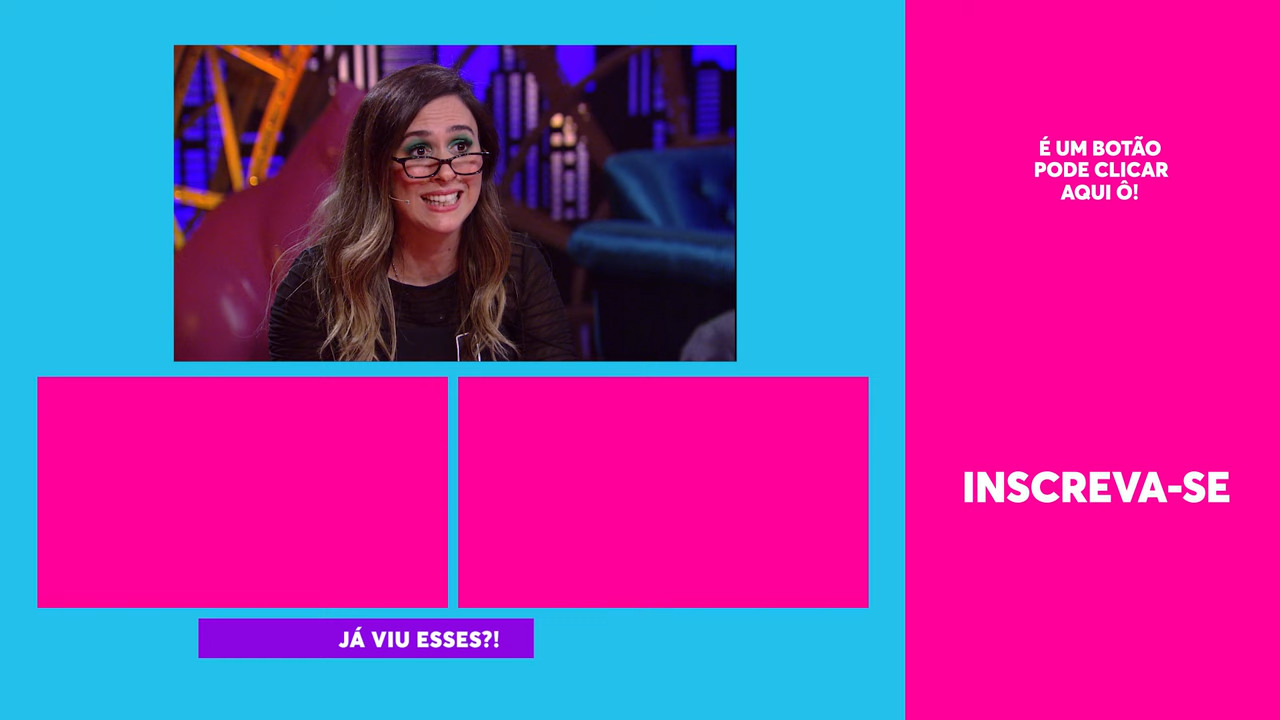 É UM BOTÃO
PODE CLICAR
AQUI Ô!
INSCREVA-SE
JÁ VIU ESSES?!